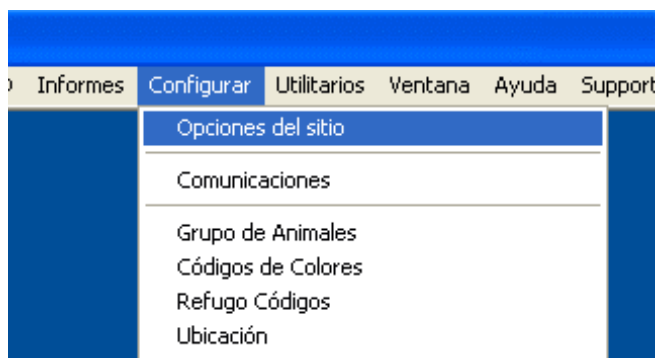 Informes Configurar Utilitarios Ventana Ayuda Support
Opciones del sitio
Comunicaciones
Grupo de Animales
Códigos de Colores
Refugo Códigos
Ubicación